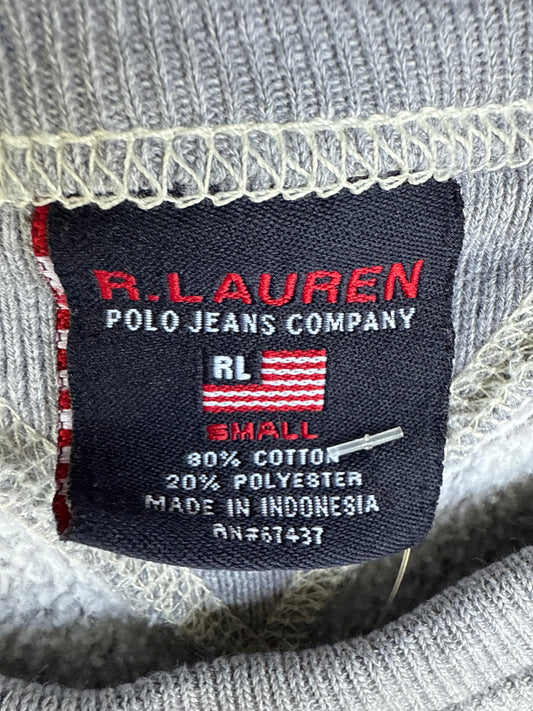 R.LAUREN
POLO JEANS COMPANY
RL
SMALL
80% COTTON
20% POLYESTER
MADE IN INDONESIA
RN#67437